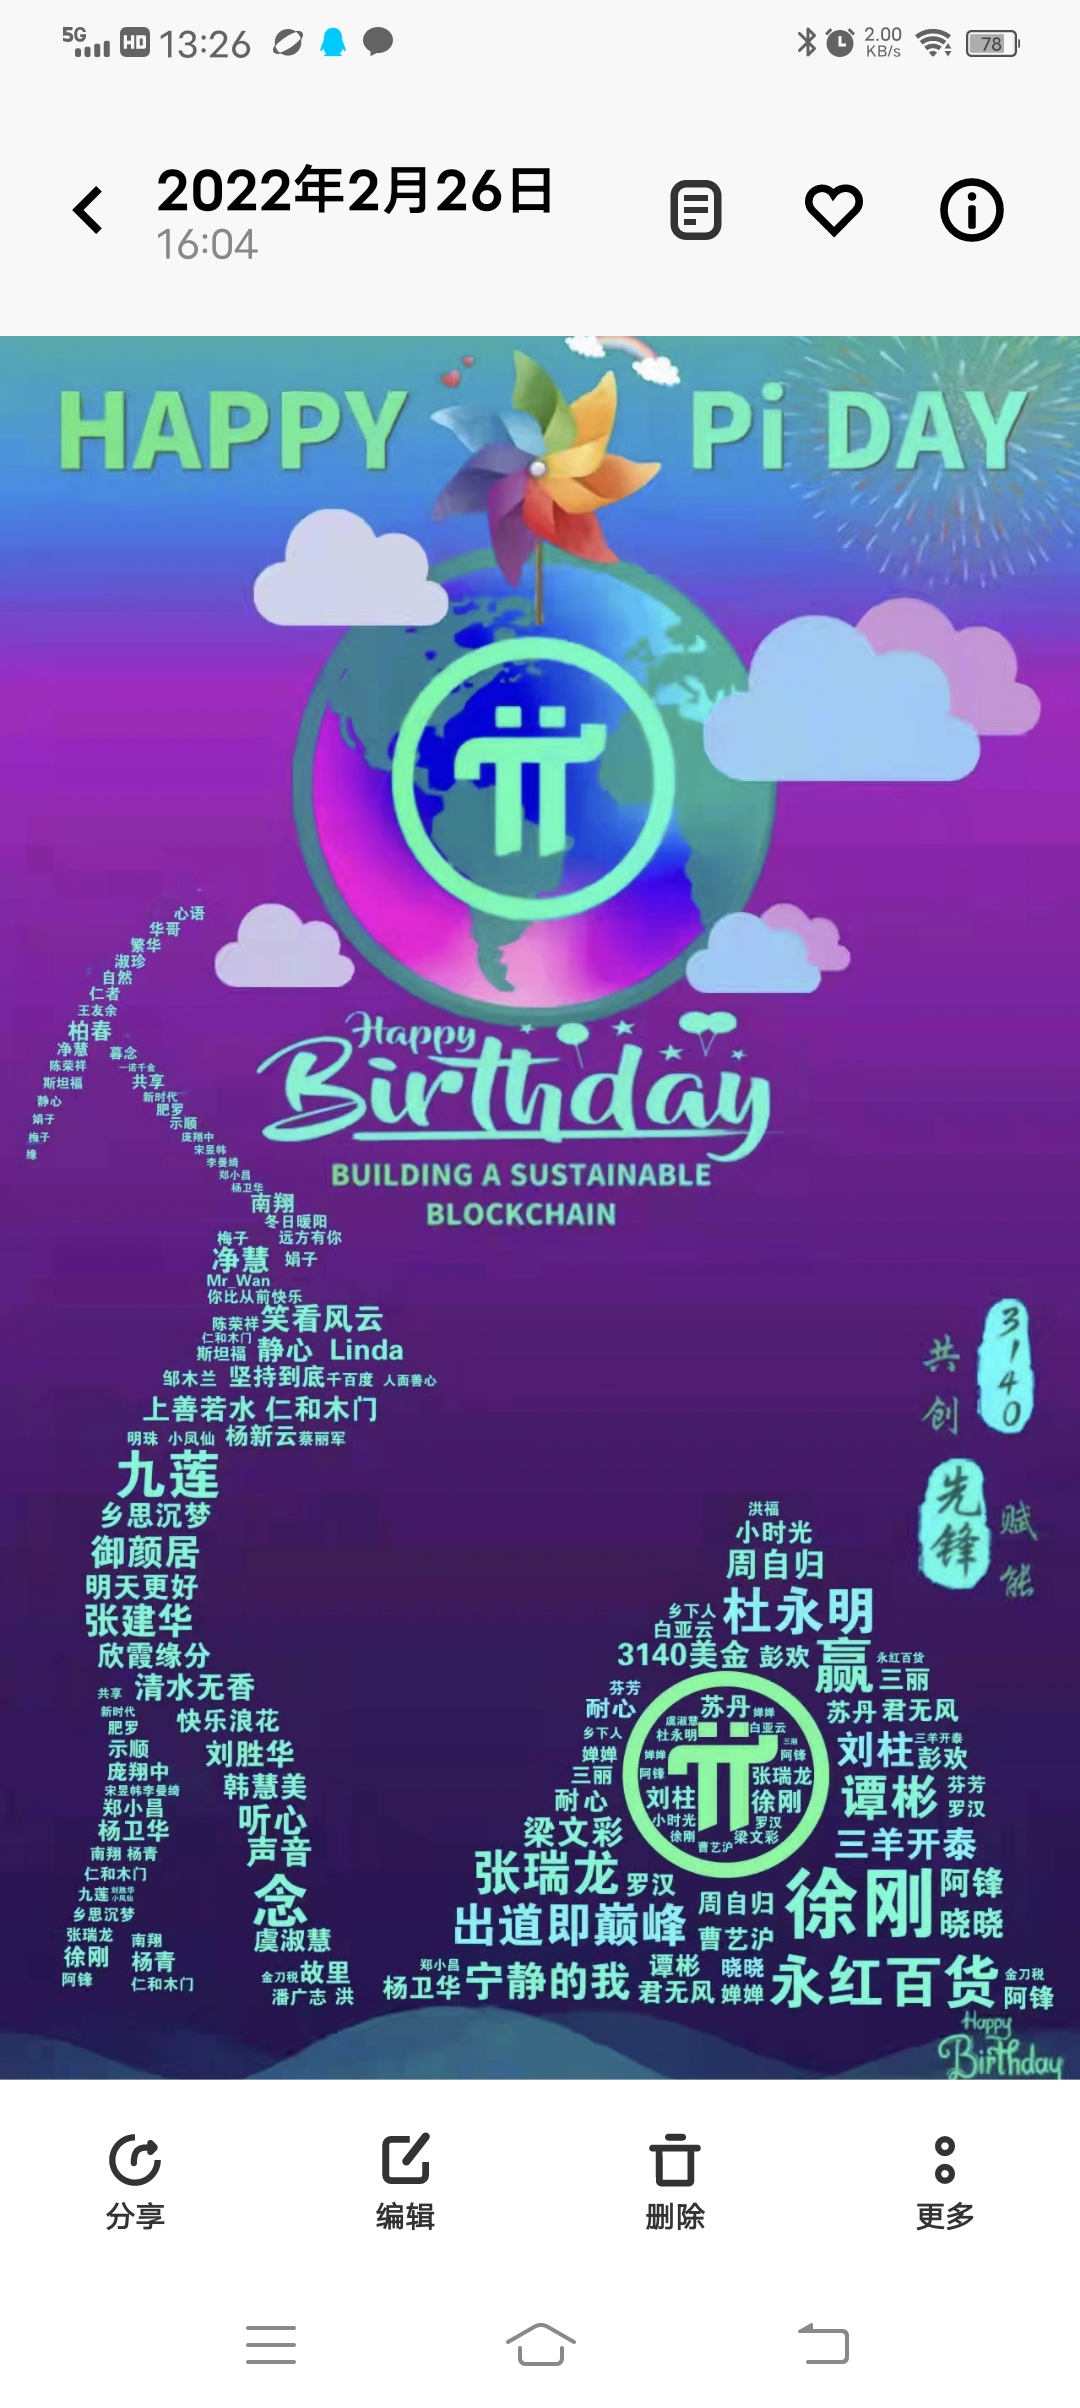 5G HD 13:26 2.00 KB/s 78
2022年2月26日
16:04
HAPPY Pi DAY
Happy
Birthday
BUILDING A SUSTAINABLE
BLOCKCHAIN
心语
华哥
繁华
淑珍
自然
仁者
王友余
柏春
净慧 暮念
陈荣祥 一诺千金
斯坦福 共享
静心 新时代
肥罗
娟子 示顺
梅子 庞翔中
缘 宋昱韩
李曼绮
郑小昌
杨卫华
南翔
冬日暖阳
梅子 远方有你
净慧 娟子
Mr_Wan
你比从前快乐
陈荣祥 笑看风云
仁和木门
斯坦福 静心 Linda
邹木兰 坚持到底 千百度 人面善心
上善若水 仁和木门
明珠 小凤仙 杨新云 蔡丽军
九莲
乡思沉梦
御颜居
明天更好
张建华
欣霞缘分
共享 清水无香
新时代
肥罗 快乐浪花
示顺 刘胜华
庞翔中
宋昱韩李曼绮 韩慧美
郑小昌 听心
杨卫华
南翔 杨青 声音
仁和木门
九莲 刘胜华 小凤仙 念
乡思沉梦
张瑞龙 南翔 虞淑慧
徐刚 杨青
阿锋 仁和木门
金刀税 故里
潘广志 洪
3140
共创
先锋
赋能
洪福
小时光
周自归
乡下人 杜永明
白亚云
3140美金 彭欢 赢 永红百货
三丽
芬芳
耐心 苏丹 婵婵 苏丹 君无风
虞淑慧 白亚云
乡下人 杜永明 三丽 刘柱 三羊开泰
婵婵 婵婵 阿锋 彭欢
三丽 阿锋 张瑞龙 谭彬 芬芳
耐心 刘柱 徐刚 罗汉
梁文彩 小时光 罗汉 三羊开泰
徐刚 梁文彩
曹艺沪
张瑞龙 罗汉 周自归 徐刚 阿锋
出道即巅峰 曹艺沪 晓晓
郑小昌 谭彬 晓晓 金刀税
杨卫华 宁静的我 君无风 婵婵 永红百货 阿锋
Happy
Birthday
分享 编辑 删除 更多